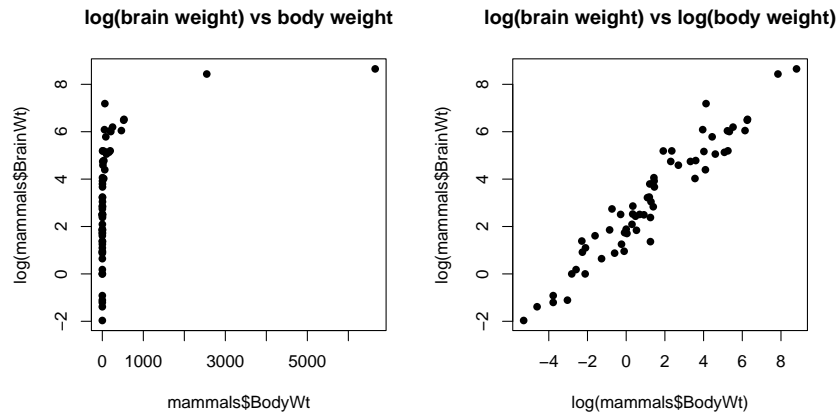 log(brain weight) vs body weight
log(mammals$BrainWt)
8
6
4
2
0
−2
0 1000 3000 5000
mammals$BodyWt
log(brain weight) vs log(body weight)
log(mammals$BrainWt)
8
6
4
2
0
−2
−4 −2 0 2 4 6 8
log(mammals$BodyWt)